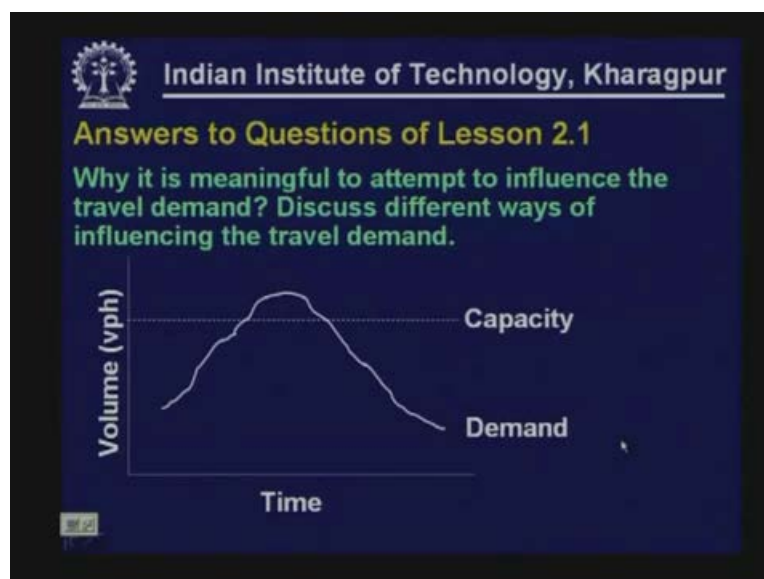 Indian Institute of Technology, Kharagpur
Answers to Questions of Lesson 2.1
Why it is meaningful to attempt to influence the
travel demand? Discuss different ways of
influencing the travel demand.
Volume (vph)
Capacity
Demand
Time